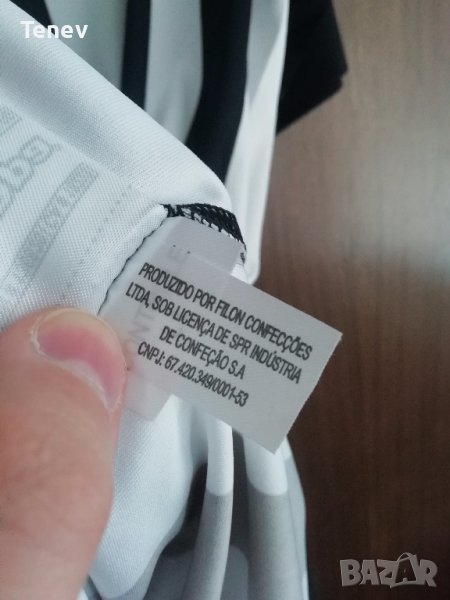 Tenev
PRODUZIDO POR FILON CONFECÇÕES
LTDA, SOB LICENÇA DE SPR INDÚSTRIA
DE CONFEÇÃO S.A
CNPJ: 67.420.349/0001-53
BAZAR